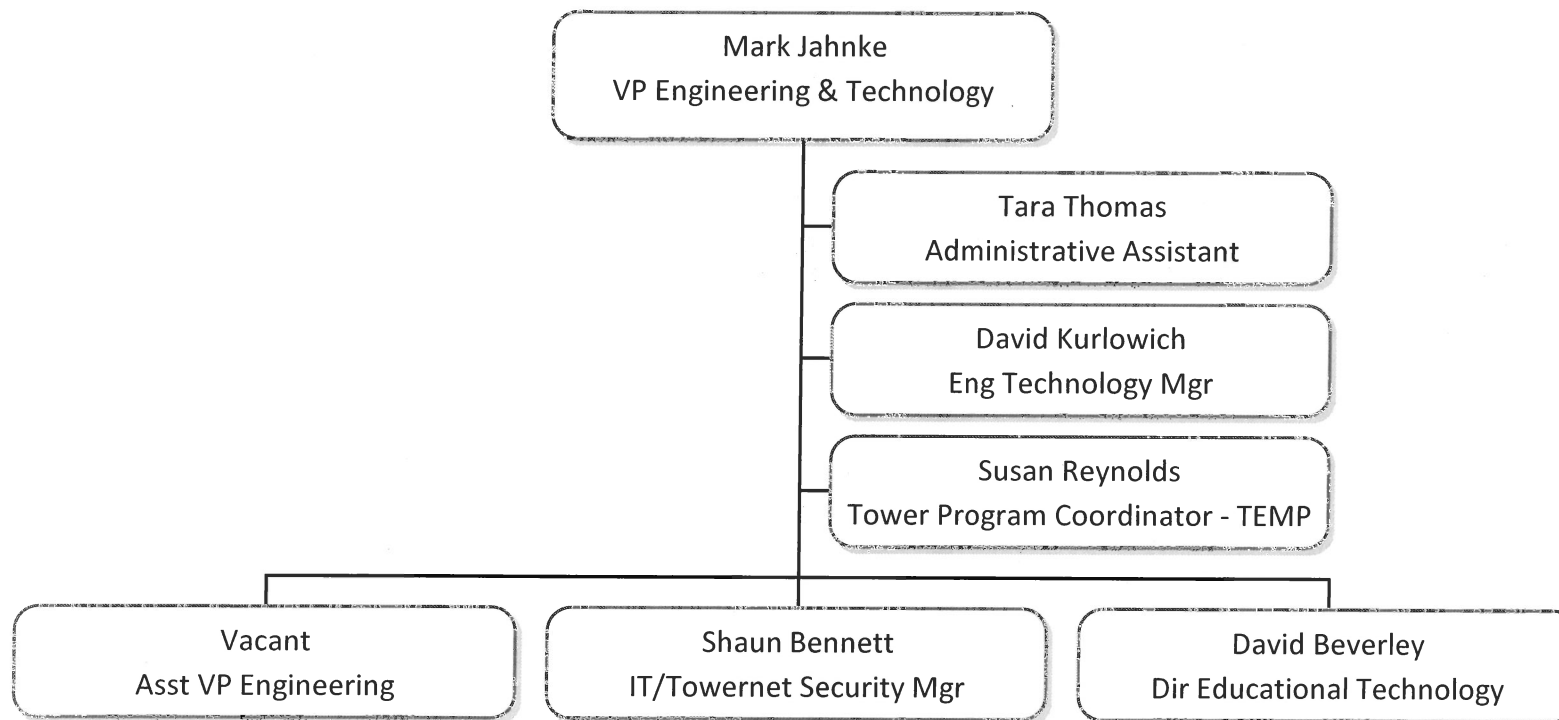 Mark Jahnke
VP Engineering & Technology
Tara Thomas
Administrative Assistant
David Kurlowich
Eng Technology Mgr
Susan Reynolds
Tower Program Coordinator - TEMP
Vacant
Asst VP Engineering
Shaun Bennett
IT/Towernet Security Mgr
David Beverley
Dir Educational Technology